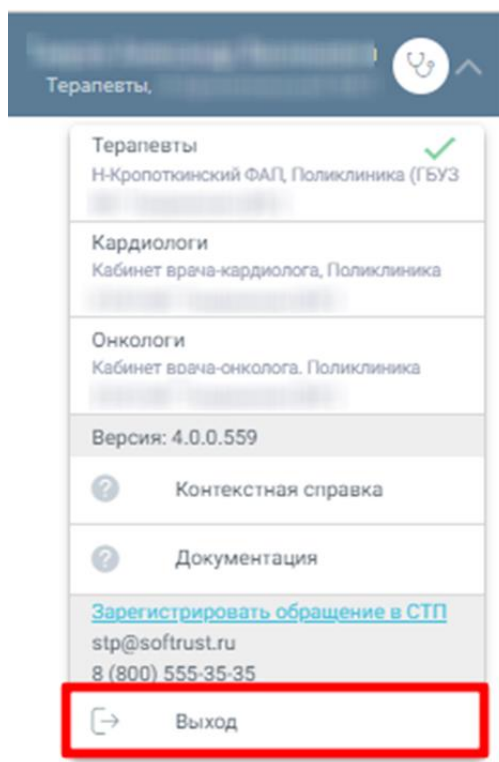 Терапевты,
Терапевты
Н-Кропоткинский ФАП, Поликлиника (ГБУЗ
Кардиологи
Кабинет врача-кардиолога, Поликлиника
Онкологи
Кабинет врача-онколога. Поликлиника
Версия: 4.0.0.559
Контекстная справка
Документация
Зарегистрировать обращение в СТП
stp@softrust.ru
8 (800) 555-35-35
Выход